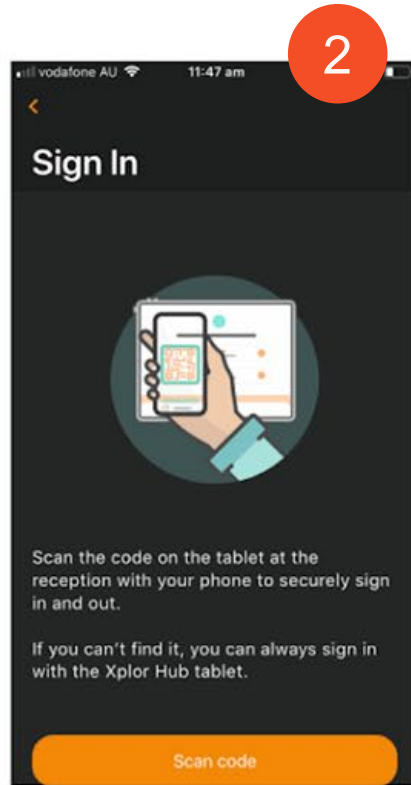 2
vodafone AU 11:47 am
Sign In
Scan the code on the tablet at the
reception with your phone to securely sign
in and out.
If you can't find it, you can always sign in
with the Xplor Hub tablet.
Scan code